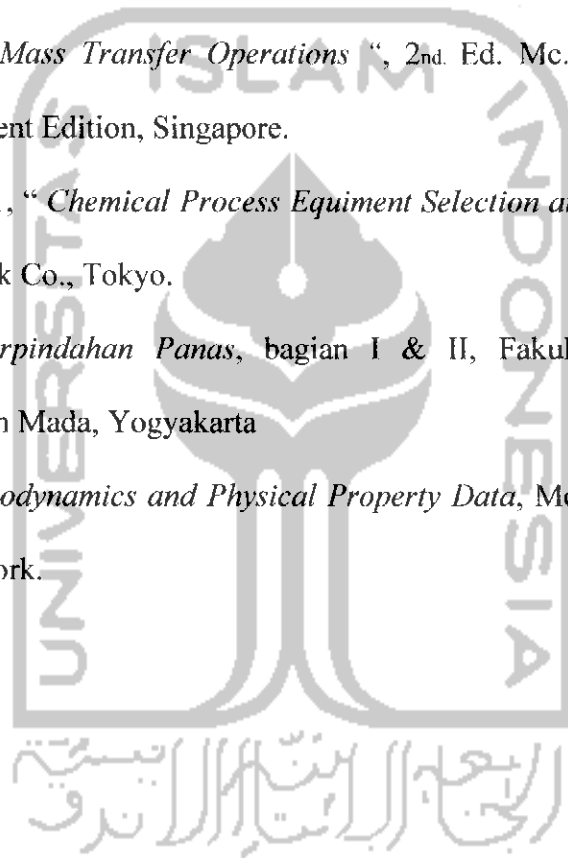 Mass Transfer Operations “, 2nd. Ed. Mc.
ent Edition, Singapore.
., “ Chemical Process Equiment Selection a
k Co., Tokyo.
rpindahan Panas, bagian I & II, Fakul
n Mada, Yogyakarta
odynamics and Physical Property Data, Mc
ork.
UNIVERSITAS
ISLAM
INDONESIA